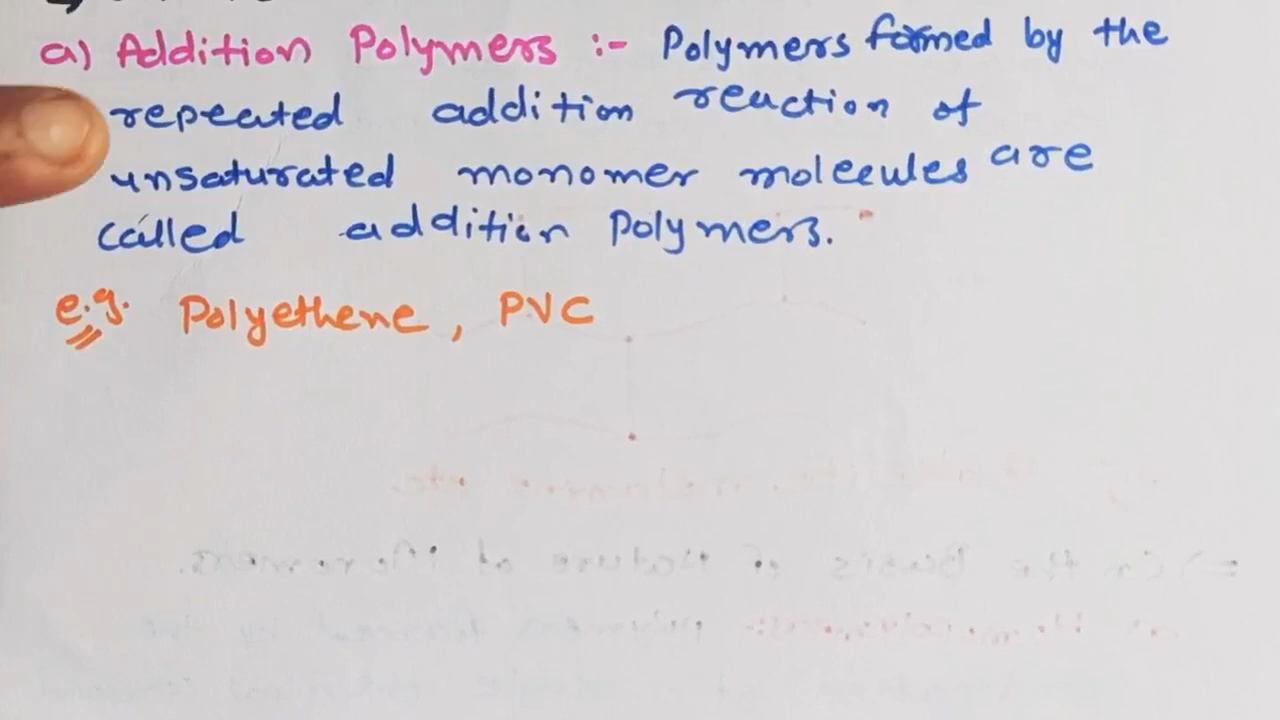 a) Addition Polymers :- Polymers formed by the
repeated addition reaction of
unsaturated monomer molecules are
called addition Polymers.
e.g. Polyethene, PVC